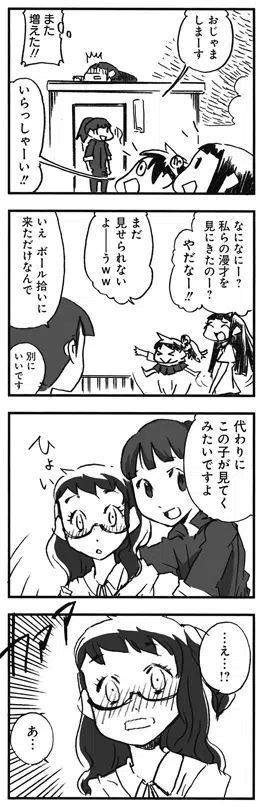 おじゃま
しまーす
また
増えた!!
いらっしゃーい!!
なになにー?
私らの漫才を
見にきたのー?
やだなー!!
まだ
見せられない
よーうww
いえ ボール拾いに
来ただけなんで
別に
いいです
代わりに
この子が見てく
みたいですよ
ひょい
…え…!?
あ…